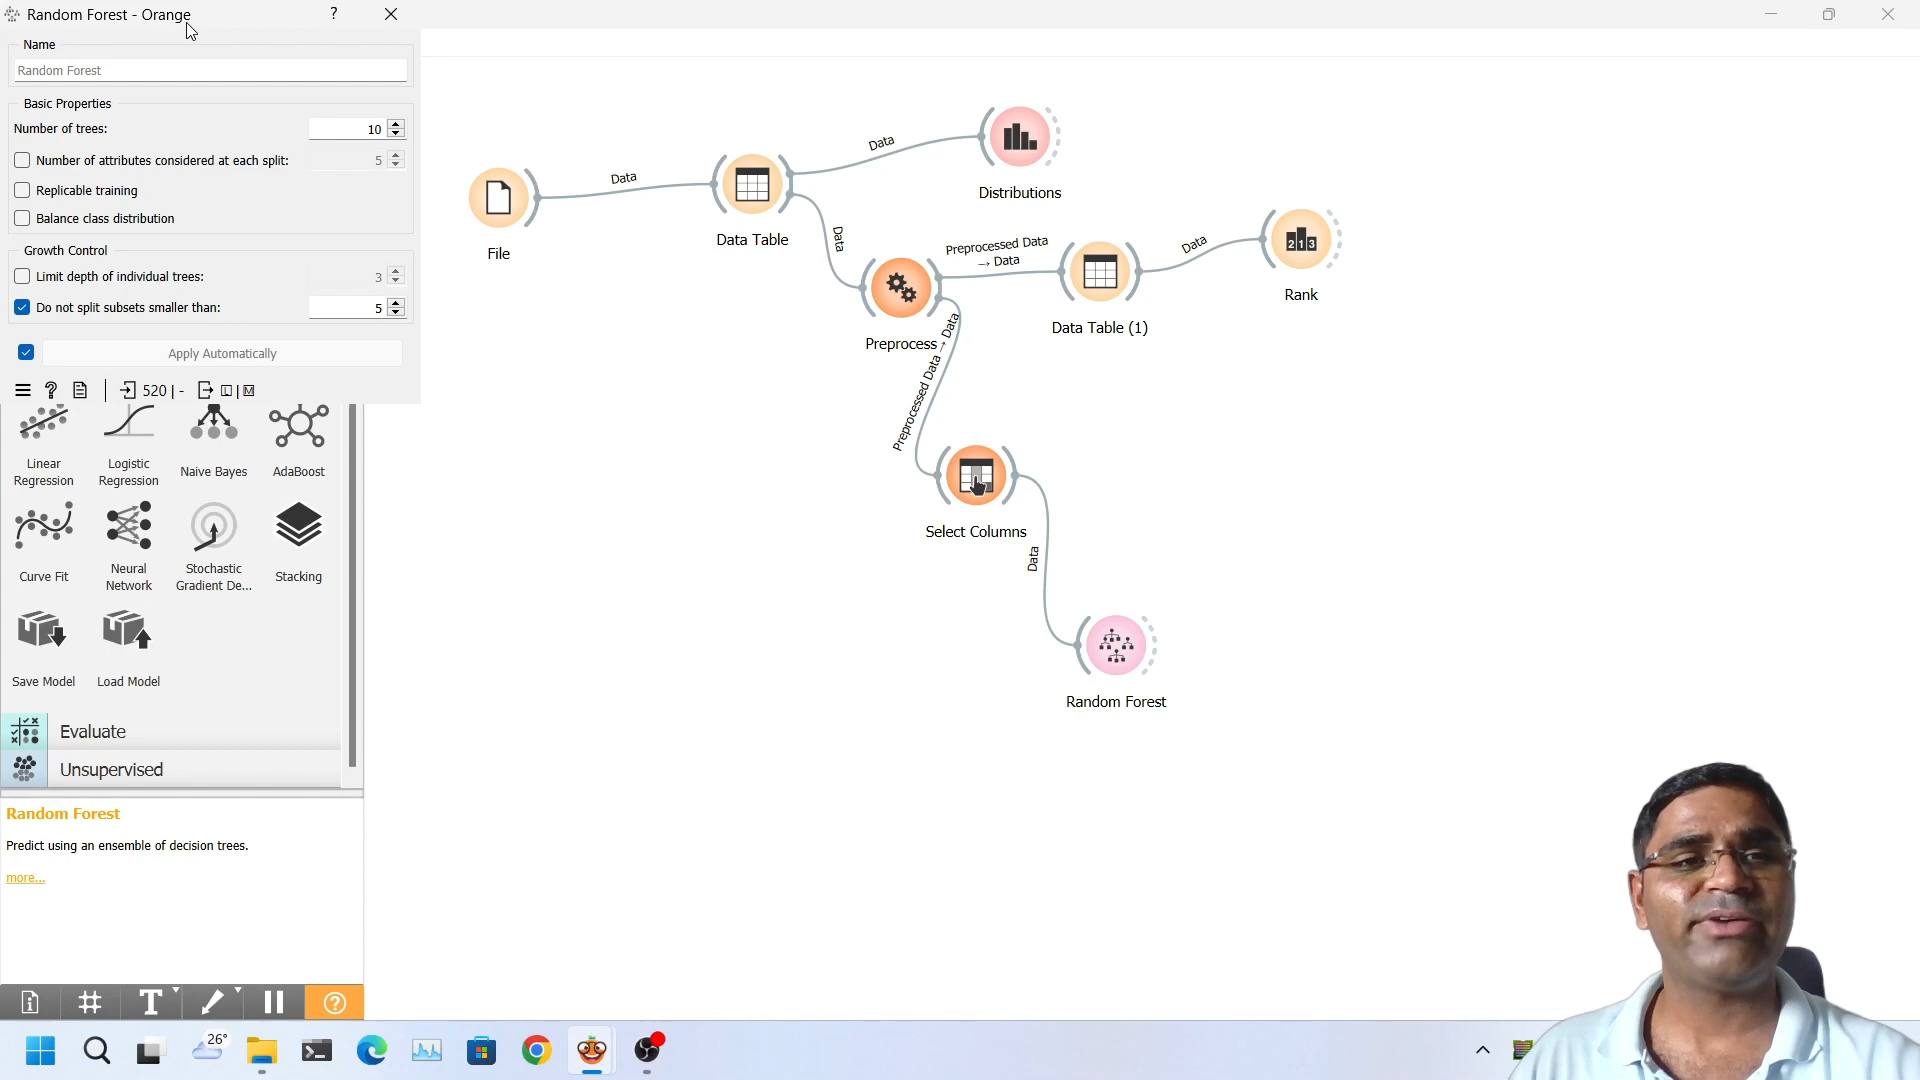 Random Forest - Orange
?
Name
Random Forest
Basic Properties
Number of trees:
10
Number of attributes considered at each split:
5
Replicable training
Balance class distribution
Growth Control
Limit depth of individual trees:
3
Do not split subsets smaller than:
5
Apply Automatically
? 520 | - L | M
Linear
Regression
Logistic
Regression
Naive Bayes
AdaBoost
Curve Fit
Neural
Network
Stochastic
Gradient De...
Stacking
Save Model
Load Model
Evaluate
Unsupervised
Random Forest
Predict using an ensemble of decision trees.
more...
File
Data
Data Table
Data
Distributions
Data
Preprocess
Preprocessed Data
→ Data
Data Table (1)
Data
2 1 3
Rank
Preprocessed Data → Data
Select Columns
Data
Random Forest
T
?
26°